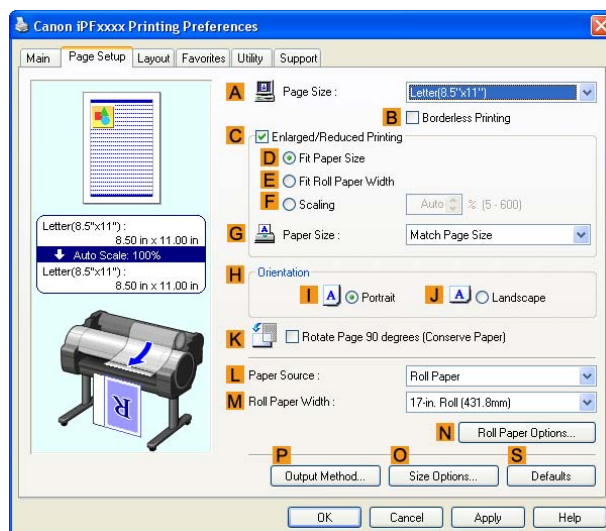 Canon iPFxxxx Printing Preferences
Main Page Setup Layout Favorites Utility Support
A Page Size : Letter(8.5"x11")
B Borderless Printing
C Enlarged/Reduced Printing
D Fit Paper Size
E Fit Roll Paper Width
F Scaling Auto % (5 - 600)
G Paper Size : Match Page Size
Letter(8.5"x11") :
8.50 in x 11.00 in
Auto Scale: 100%
Letter(8.5"x11") :
8.50 in x 11.00 in
H Orientation
I A Portrait J A Landscape
K Rotate Page 90 degrees (Conserve Paper)
R
L Paper Source : Roll Paper
M Roll Paper Width : 17-in. Roll (431.8mm)
N Roll Paper Options...
P O S
Output Method... Size Options... Defaults
OK Cancel Apply Help